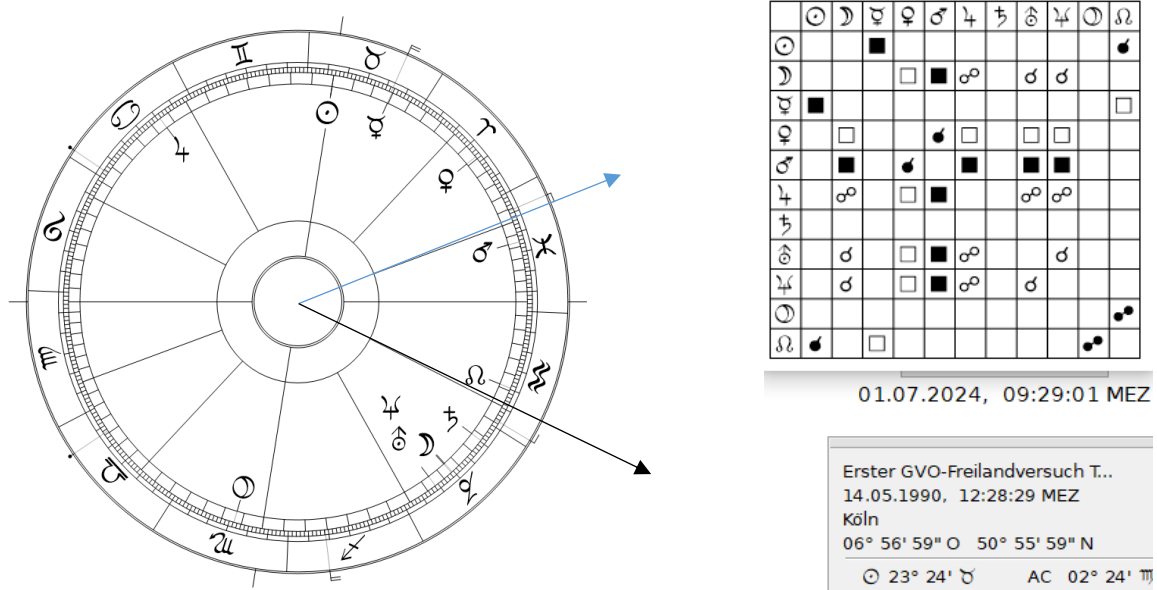 ☉ ☽ ☿ ♀ ♂ ♃ ♄ ⛢ ♆ ☊
01.07.2024, 09:29:01 MEZ
Erster GVO-Freilandversuch T...
14.05.1990, 12:28:29 MEZ
Köln
06° 56' 59" O 50° 55' 59" N
☉ 23° 24' ♉ AC 02° 24' ♍